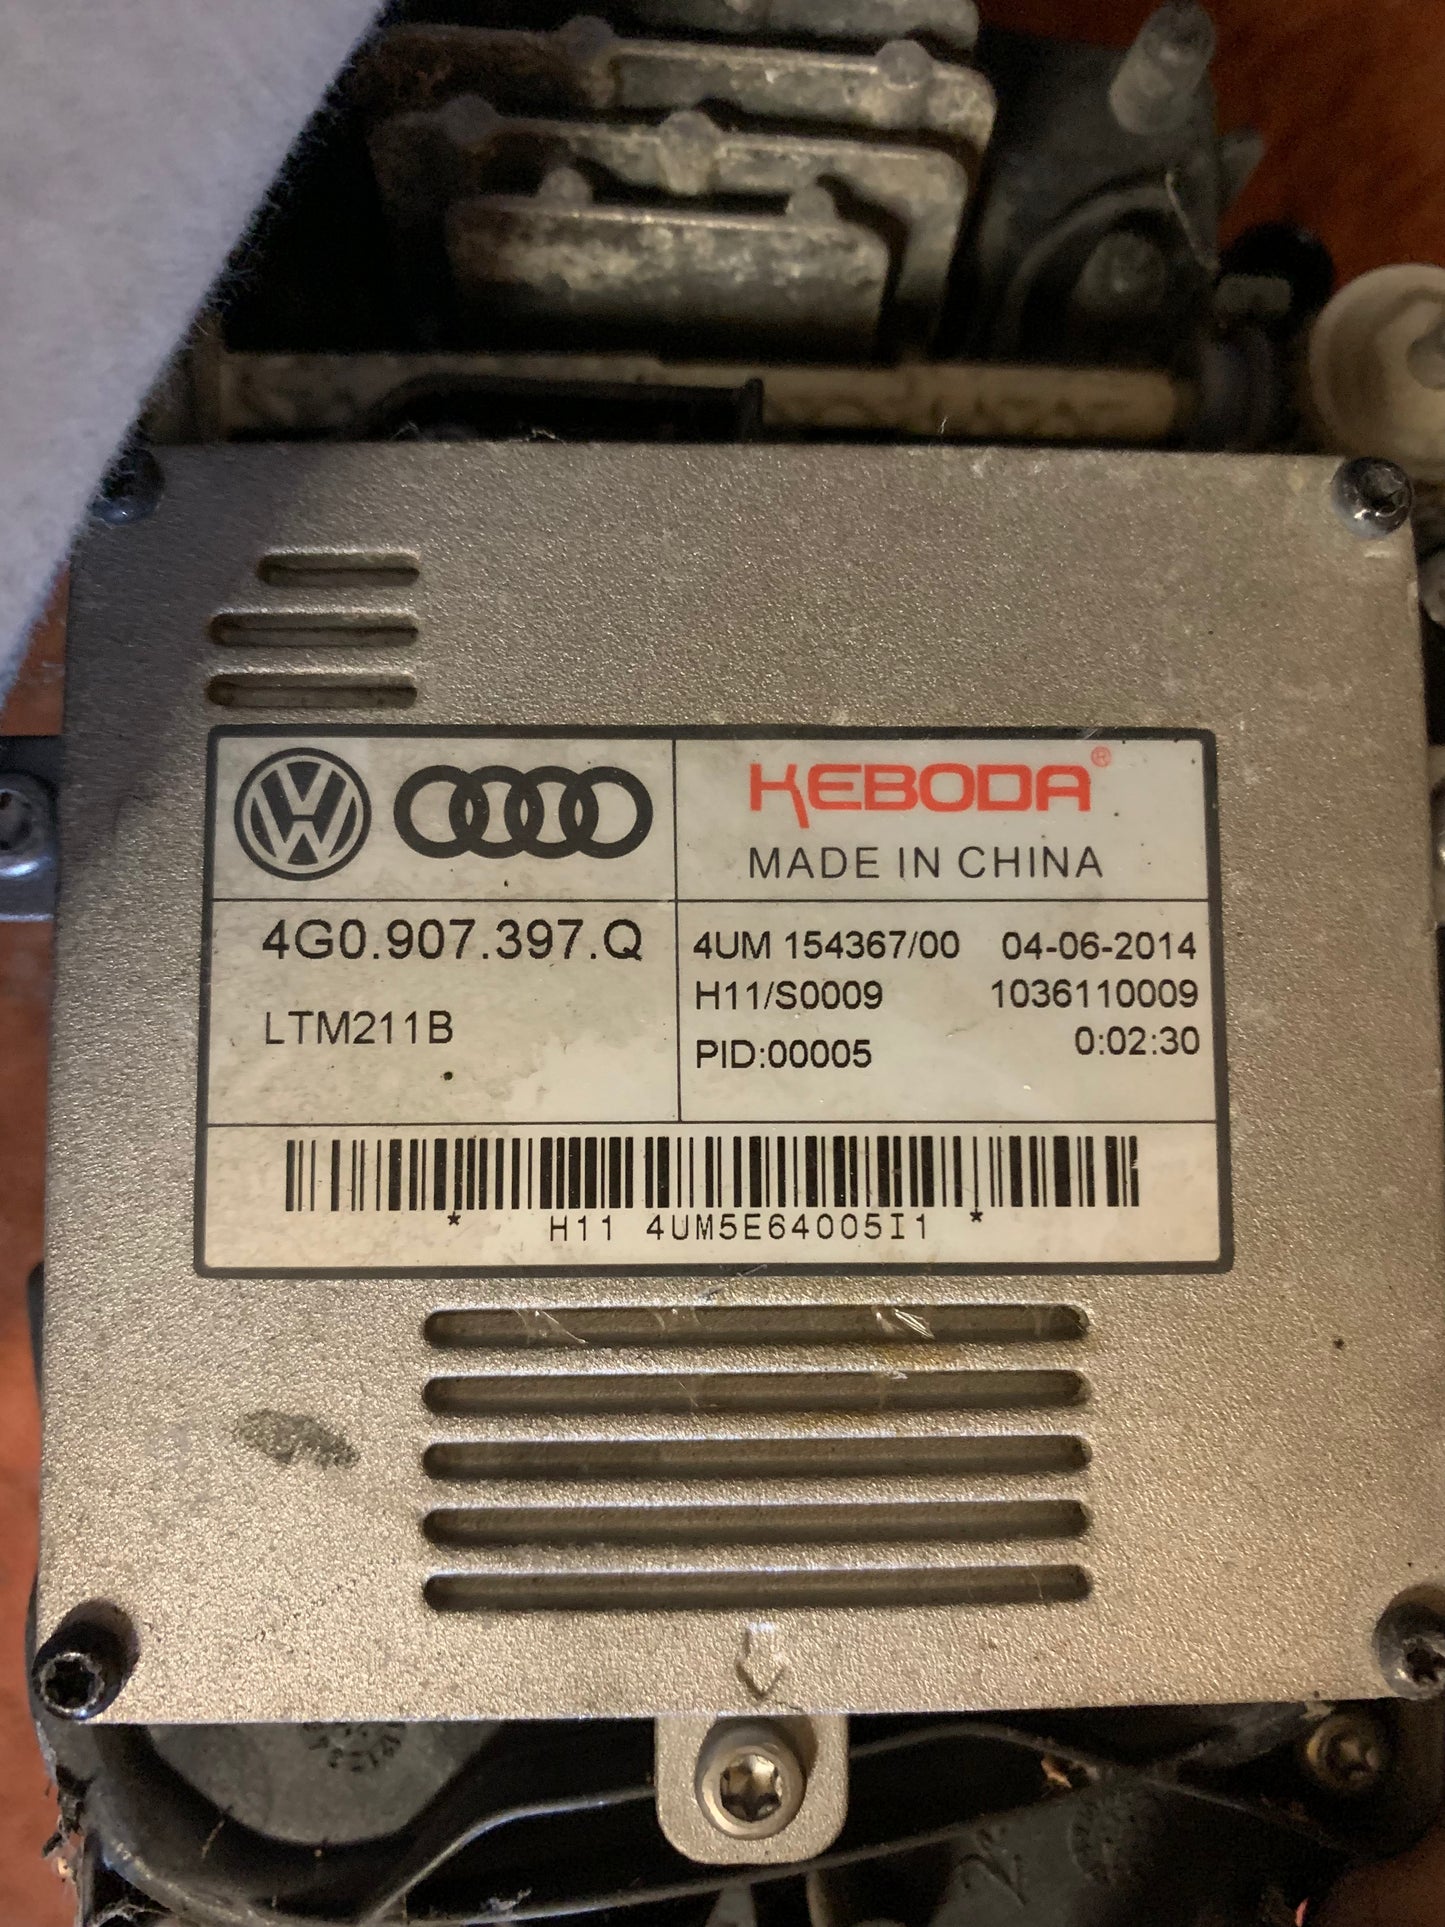 KEBODA®
MADE IN CHINA
4G0.907.397.Q
LTM211B
4UM 154367/00 04-06-2014
H11/S0009 1036110009
PID:00005 0:02:30
* H11 4UM5E64005I1 *